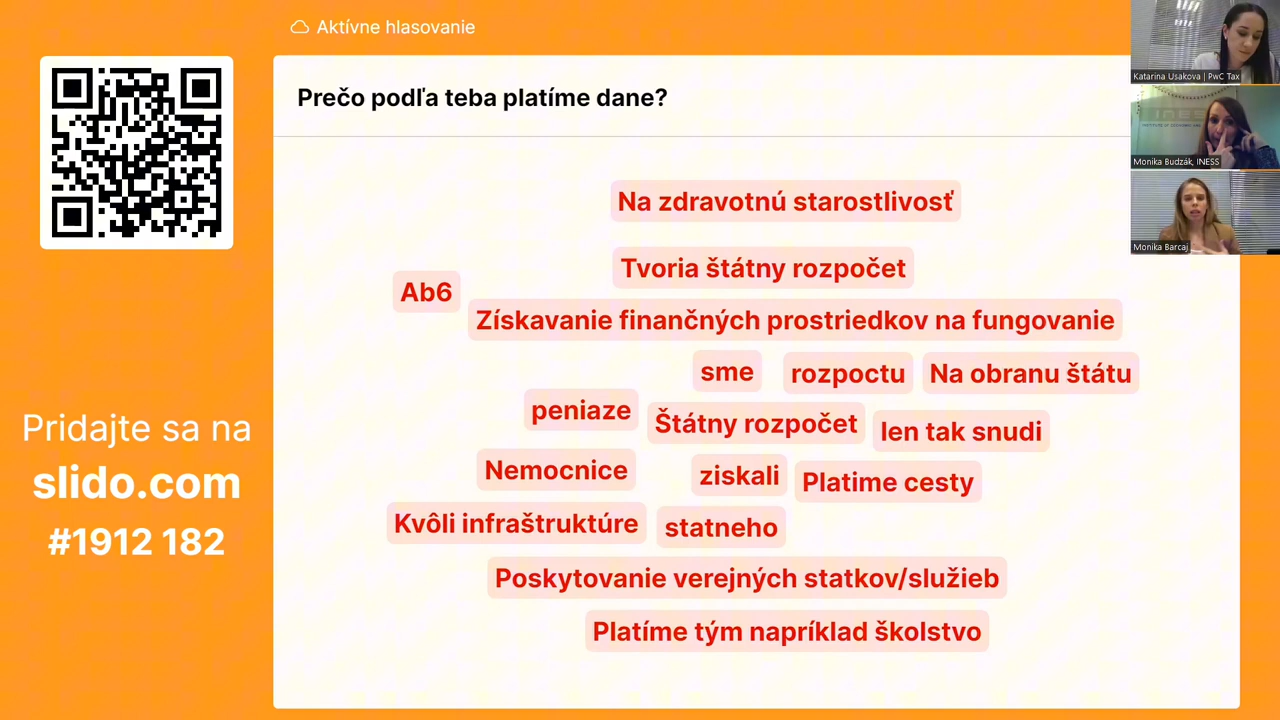 Aktívne hlasovanie
Prečo podľa teba platíme dane?
Na zdravotnú starostlivosť
Tvoria štátny rozpočet
Ab6
Získavanie finančných prostriedkov na fungovanie
sme
rozpoctu
Na obranu štátu
peniaze
Štátny rozpočet
len tak snudi
Nemocnice
ziskali
Platime cesty
Kvôli infraštruktúre
statneho
Poskytovanie verejných statkov/služieb
Platíme tým napríklad školstvo
Pridajte sa na
slido.com
#1912 182
Katarina Usakova | PwC Tax
INESS
Monika Budzák, INESS
Monika Barcaj